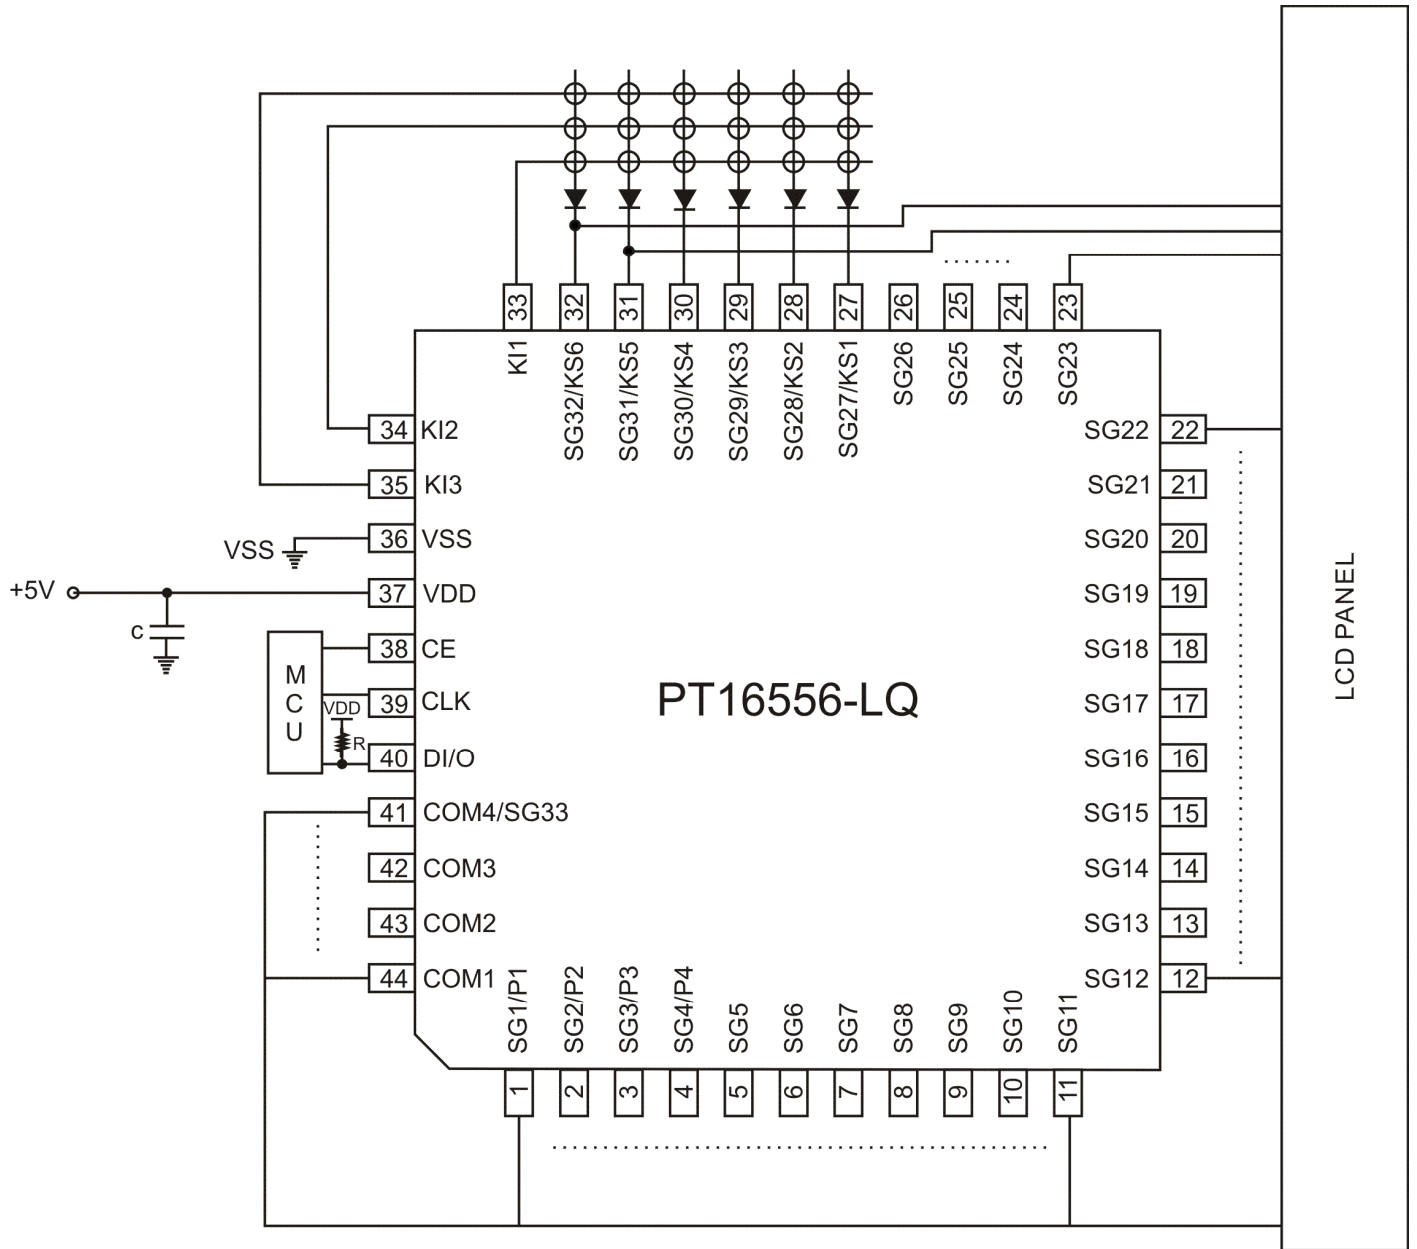 33
32
31
30
29
28
27
26
25
24
23
KI1
SG32/KS6
SG31/KS5
SG30/KS4
SG29/KS3
SG28/KS2
SG27/KS1
SG26
SG25
SG24
SG23
34 KI2
35 KI3
VSS
36 VSS
+5V
37 VDD
c
MCU
38 CE
39 CLK
VDD
R
40 DI/O
41 COM4/SG33
42 COM3
43 COM2
44 COM1
PT16556-LQ
SG22 22
SG21 21
SG20 20
SG19 19
SG18 18
SG17 17
SG16 16
SG15 15
SG14 14
SG13 13
SG12 12
LCD PANEL
SG1/P1
SG2/P2
SG3/P3
SG4/P4
SG5
SG6
SG7
SG8
SG9
SG10
SG11
1
2
3
4
5
6
7
8
9
10
11